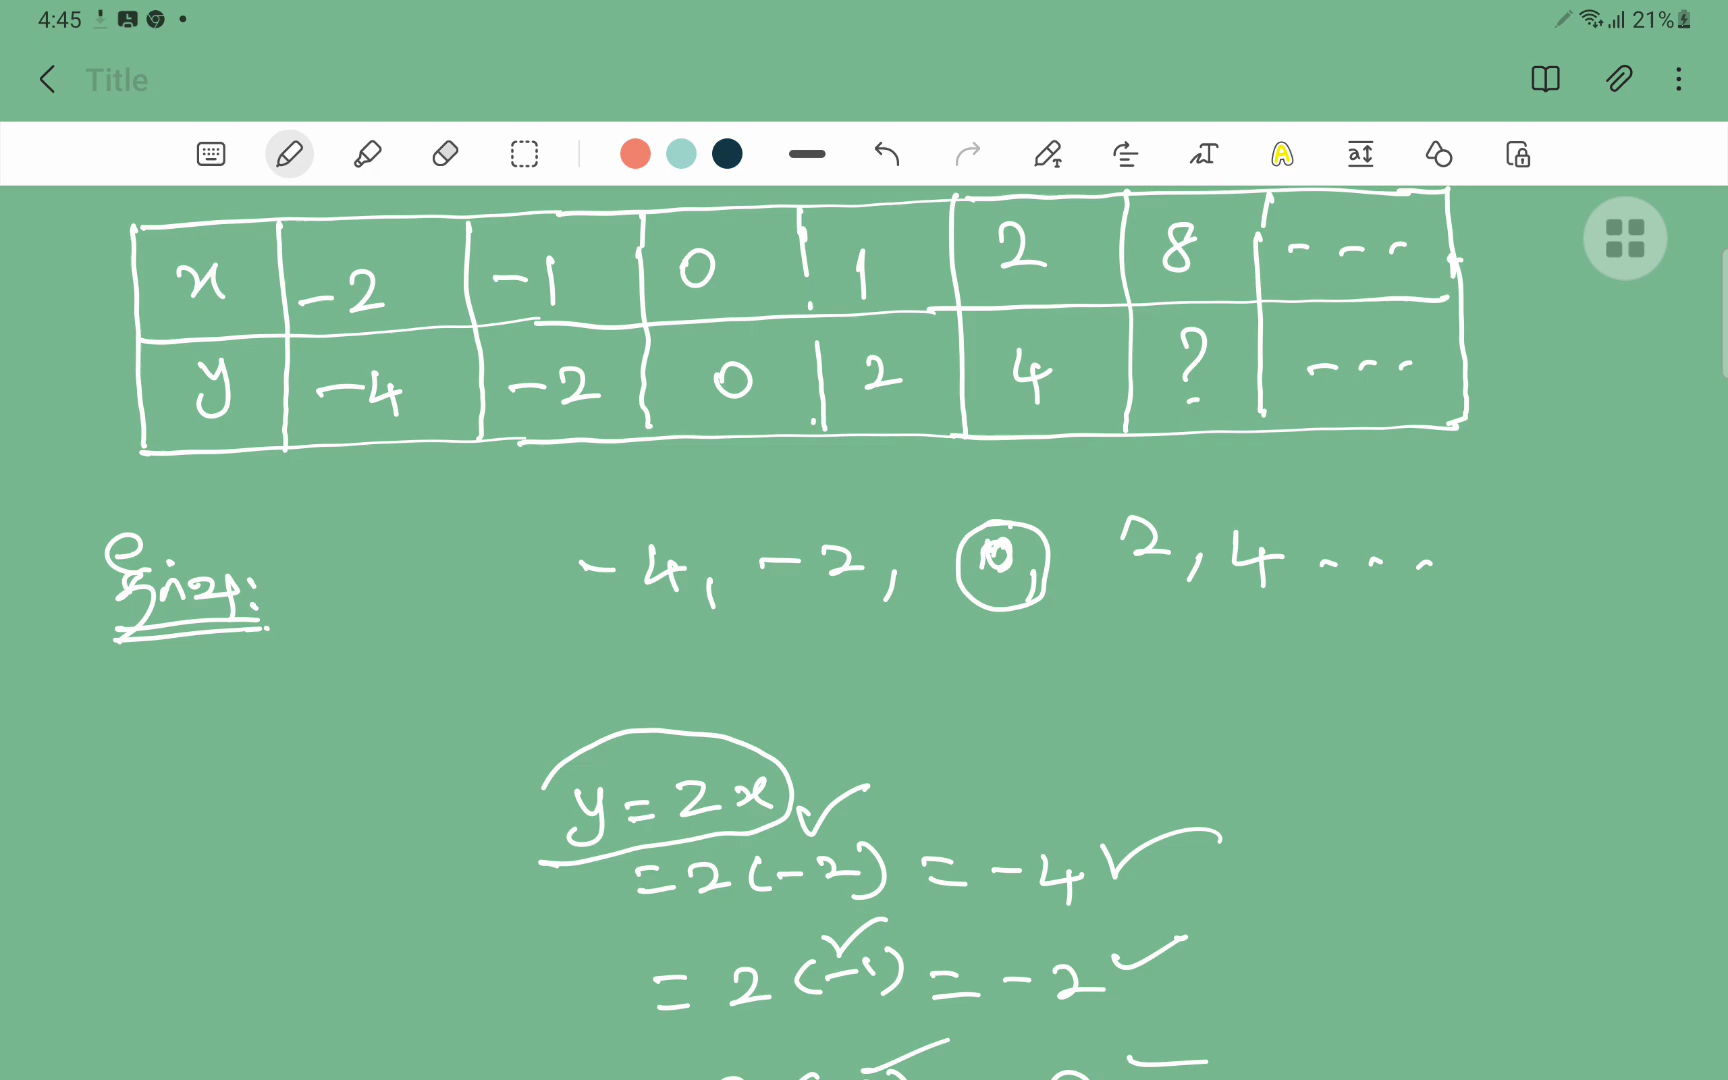 4:45 21%
Title
x -2 -1 0 1 2 8 ---
y -4 -2 0 2 4 ? ---
-4, -2, 0, 2, 4 ---
y = 2x
= 2(-2) = -4
= 2(-1) = -2